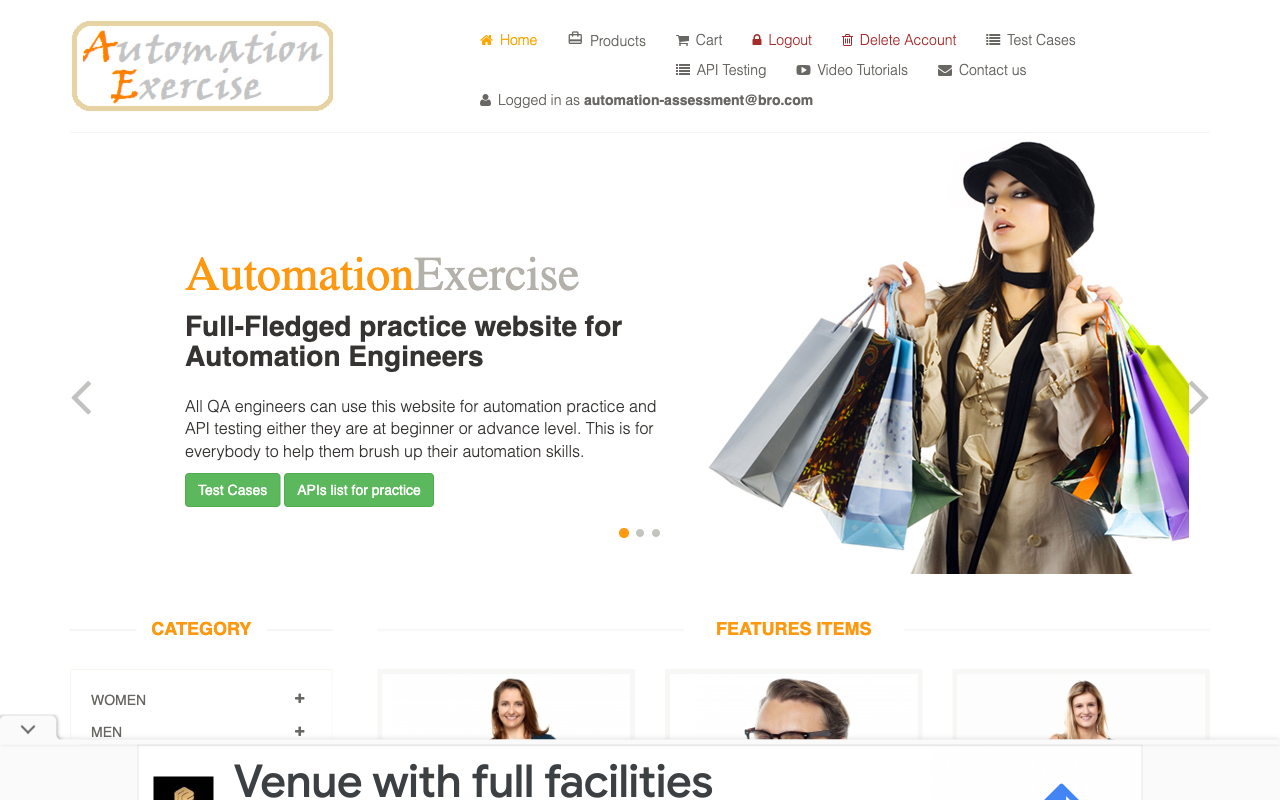 Automation
Exercise
Home
Products
Cart
Logout
Delete Account
Test Cases
API Testing
Video Tutorials
Contact us
Logged in as automation-assessment@bro.com
AutomationExercise
Full-Fledged practice website for
Automation Engineers
All QA engineers can use this website for automation practice and
API testing either they are at beginner or advance level. This is for
everybody to help them brush up their automation skills.
Test Cases
APIs list for practice
CATEGORY
FEATURES ITEMS
WOMEN
MEN
Venue with full facilities